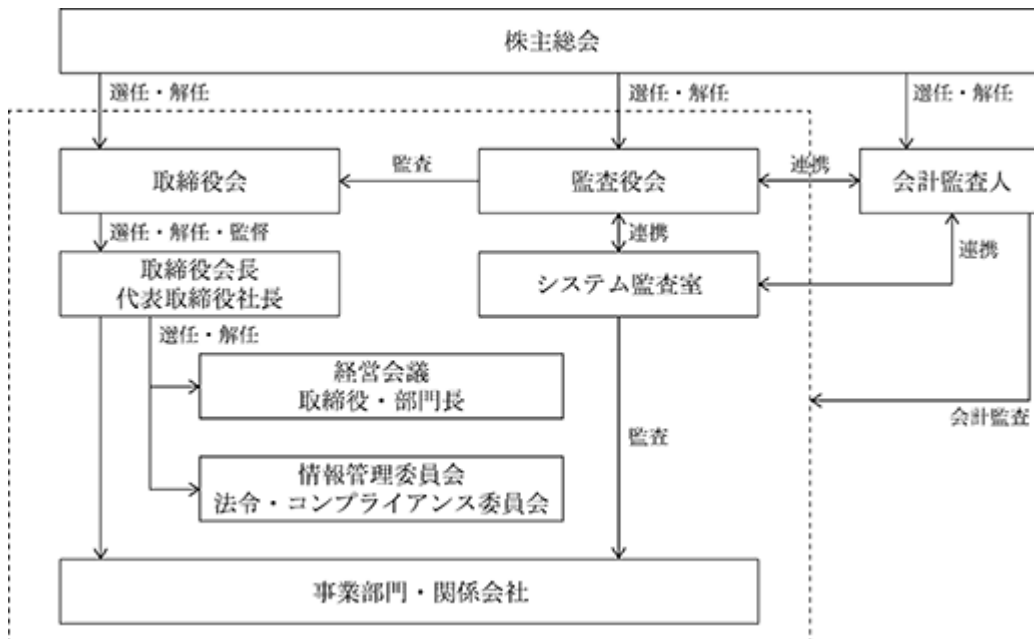 株主総会
選任・解任
選任・解任
選任・解任
取締役会
監査
監査役会
連携
会計監査人
選任・解任・監督
連携
連携
取締役会長
代表取締役社長
システム監査室
選任・解任
経営会議
取締役・部門長
会計監査
監査
情報管理委員会
法令・コンプライアンス委員会
事業部門・関係会社